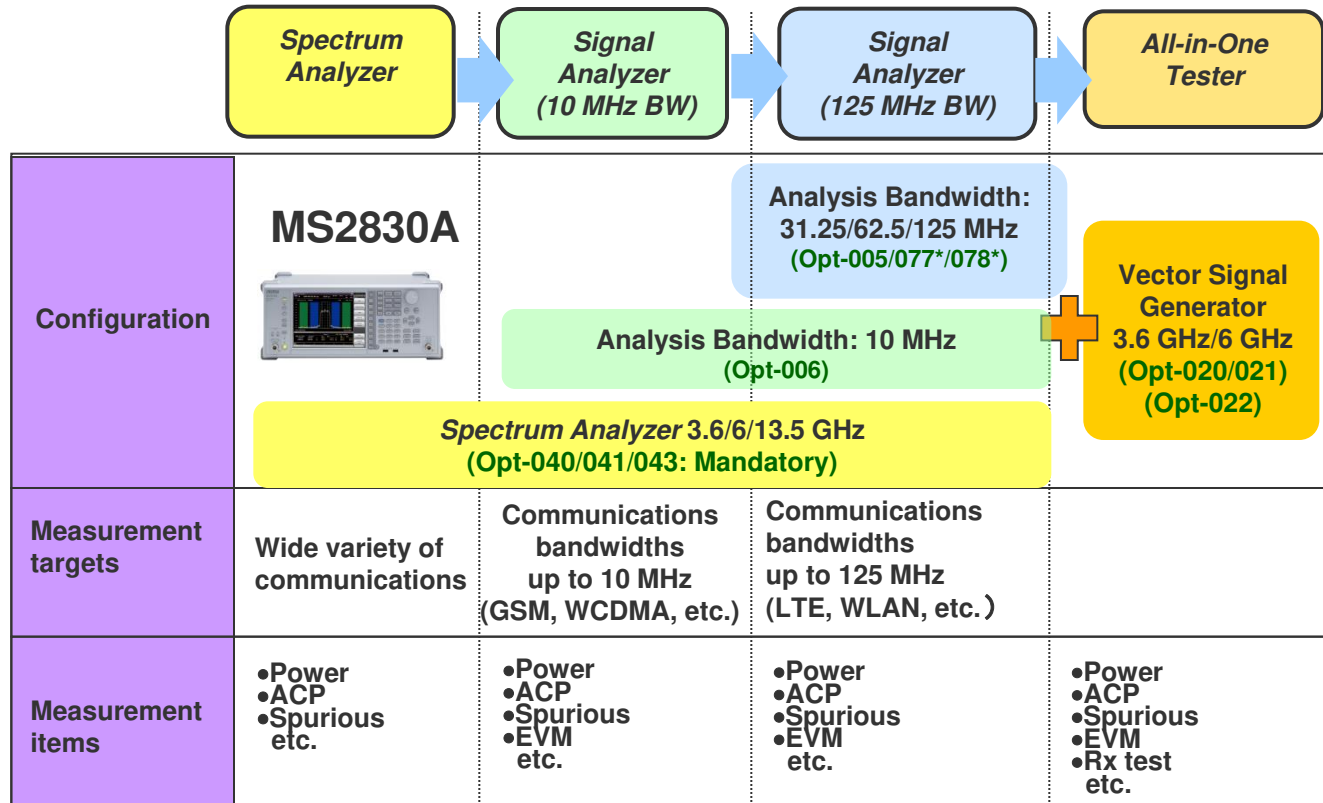 Spectrum
Analyzer
Signal
Analyzer
(10 MHz BW)
Signal
Analyzer
(125 MHz BW)
All-in-One
Tester
Configuration
MS2830A
Analysis Bandwidth:
31.25/62.5/125 MHz
(Opt-005/077*/078*)
Analysis Bandwidth: 10 MHz
(Opt-006)
Spectrum Analyzer 3.6/6/13.5 GHz
(Opt-040/041/043: Mandatory)
Vector Signal
Generator
3.6 GHz/6 GHz
(Opt-020/021)
(Opt-022)
Measurement
targets
Wide variety of
communications
Communications
bandwidths
up to 10 MHz
(GSM, WCDMA, etc.)
Communications
bandwidths
up to 125 MHz
(LTE, WLAN, etc.）
Measurement
items
●Power
●ACP
●Spurious
etc.
●Power
●ACP
●Spurious
●EVM
etc.
●Power
●ACP
●Spurious
●EVM
etc.
●Power
●ACP
●Spurious
●EVM
●Rx test
etc.